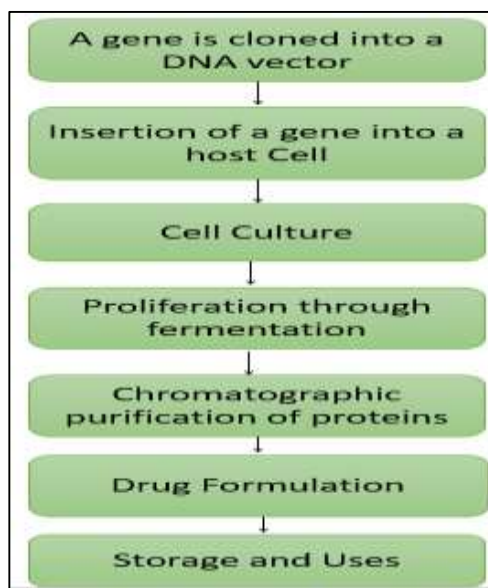 A gene is cloned into a
DNA vector
Insertion of a gene into a
host Cell
Cell Culture
Proliferation through
fermentation
Chromatographic
purification of proteins
Drug Formulation
Storage and Uses